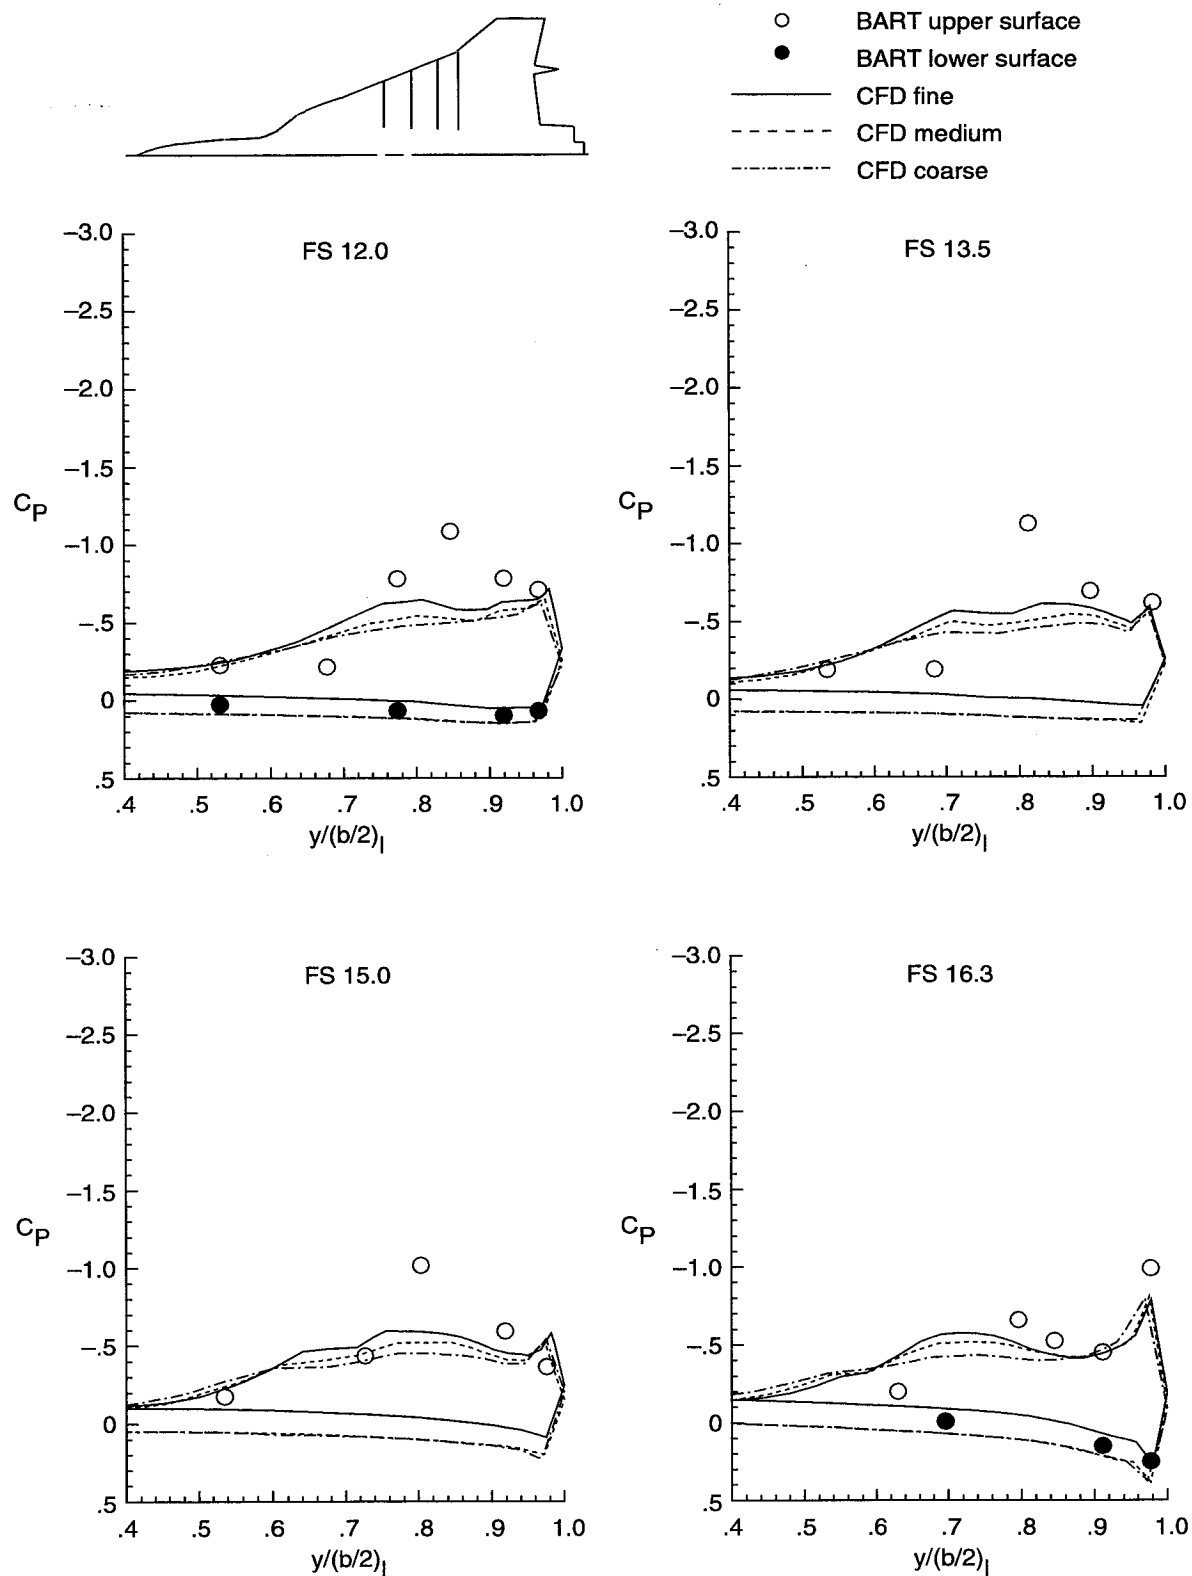 BART upper surface
BART lower surface
CFD fine
CFD medium
CFD coarse
FS 12.0
−3.0
−2.5
−2.0
−1.5
−1.0
−.5
0
.5
CP
.4 .5 .6 .7 .8 .9 1.0
y/(b/2)l
FS 13.5
−3.0
−2.5
−2.0
−1.5
−1.0
−.5
0
.5
CP
.4 .5 .6 .7 .8 .9 1.0
y/(b/2)l
FS 15.0
−3.0
−2.5
−2.0
−1.5
−1.0
−.5
0
.5
CP
.4 .5 .6 .7 .8 .9 1.0
y/(b/2)l
FS 16.3
−3.0
−2.5
−2.0
−1.5
−1.0
−.5
0
.5
CP
.4 .5 .6 .7 .8 .9 1.0
y/(b/2)l